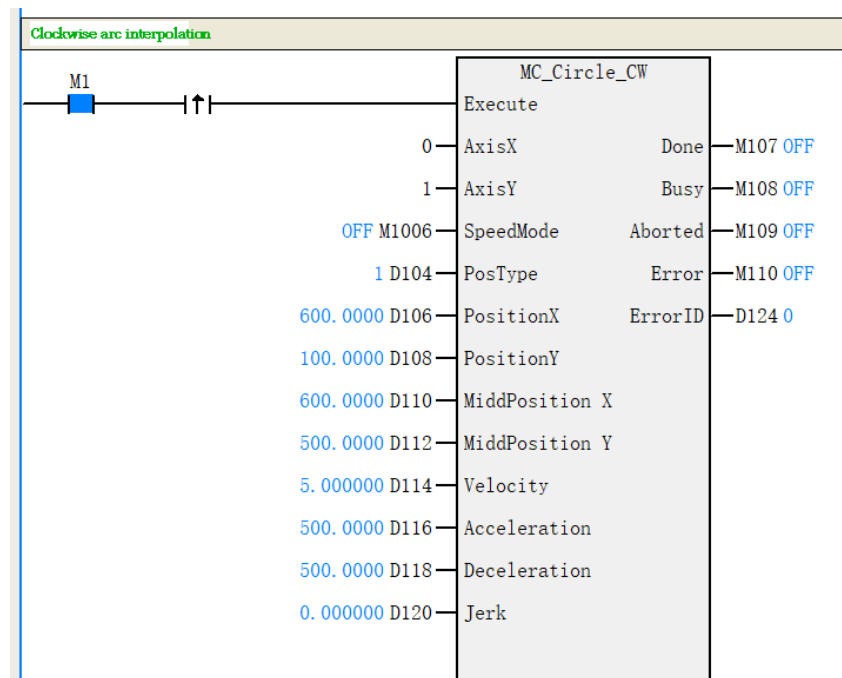 Clockwise arc interpolation
MC_Circle_CW
M1
Execute
0 AxisX Done M107 OFF
1 AxisY Busy M108 OFF
OFF M1006 SpeedMode Aborted M109 OFF
1 D104 PosType Error M110 OFF
600.0000 D106 PositionX ErrorID D124 0
100.0000 D108 PositionY
600.0000 D110 MiddPosition X
500.0000 D112 MiddPosition Y
5.000000 D114 Velocity
500.0000 D116 Acceleration
500.0000 D118 Deceleration
0.000000 D120 Jerk